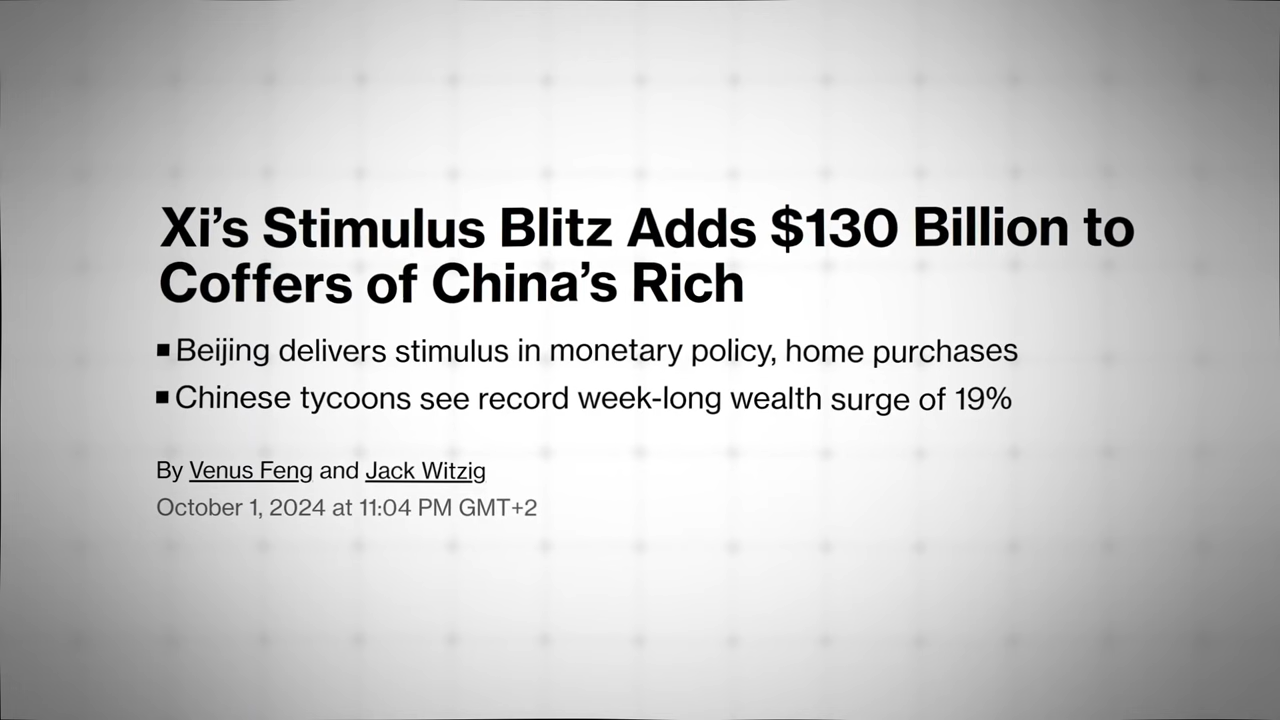 Xi’s Stimulus Blitz Adds $130 Billion to
Coffers of China’s Rich
■ Beijing delivers stimulus in monetary policy, home purchases
■ Chinese tycoons see record week-long wealth surge of 19%
By Venus Feng and Jack Witzig
October 1, 2024 at 11:04 PM GMT+2